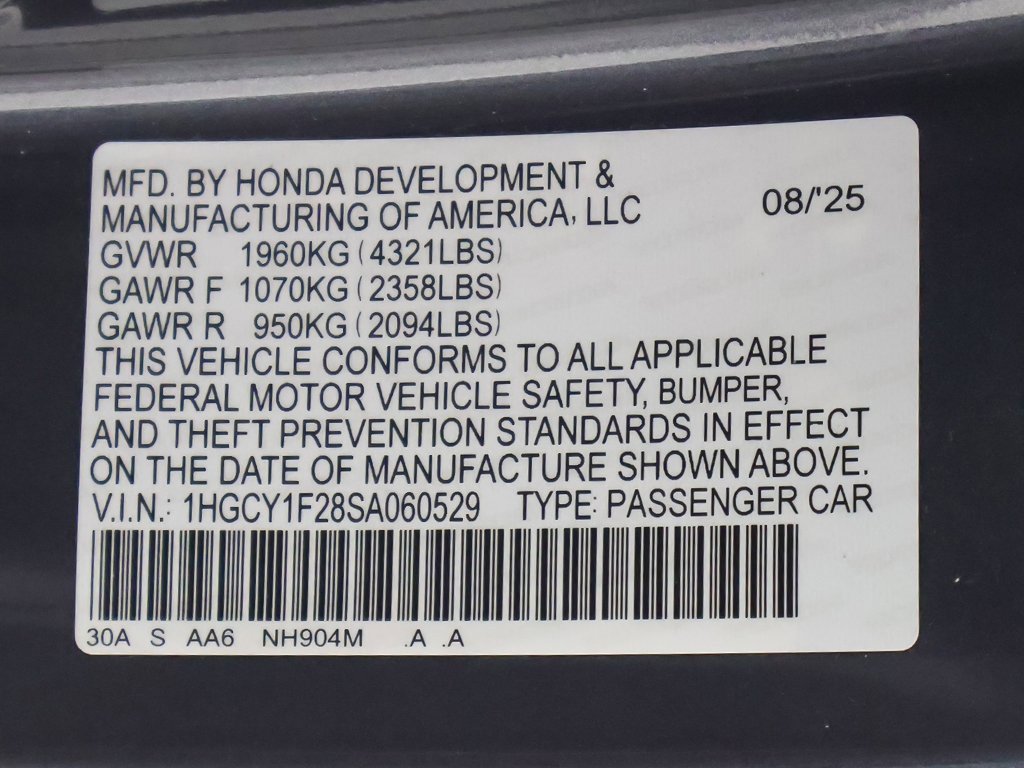 MFD. BY HONDA DEVELOPMENT &
MANUFACTURING OF AMERICA, LLC 08/'25
GVWR 1960KG (4321LBS)
GAWR F 1070KG (2358LBS)
GAWR R 950KG (2094LBS)
THIS VEHICLE CONFORMS TO ALL APPLICABLE
FEDERAL MOTOR VEHICLE SAFETY, BUMPER,
AND THEFT PREVENTION STANDARDS IN EFFECT
ON THE DATE OF MANUFACTURE SHOWN ABOVE.
V.I.N.: 1HGCY1F28SA060529 TYPE: PASSENGER CAR
30A S AA6 NH904M .A .A